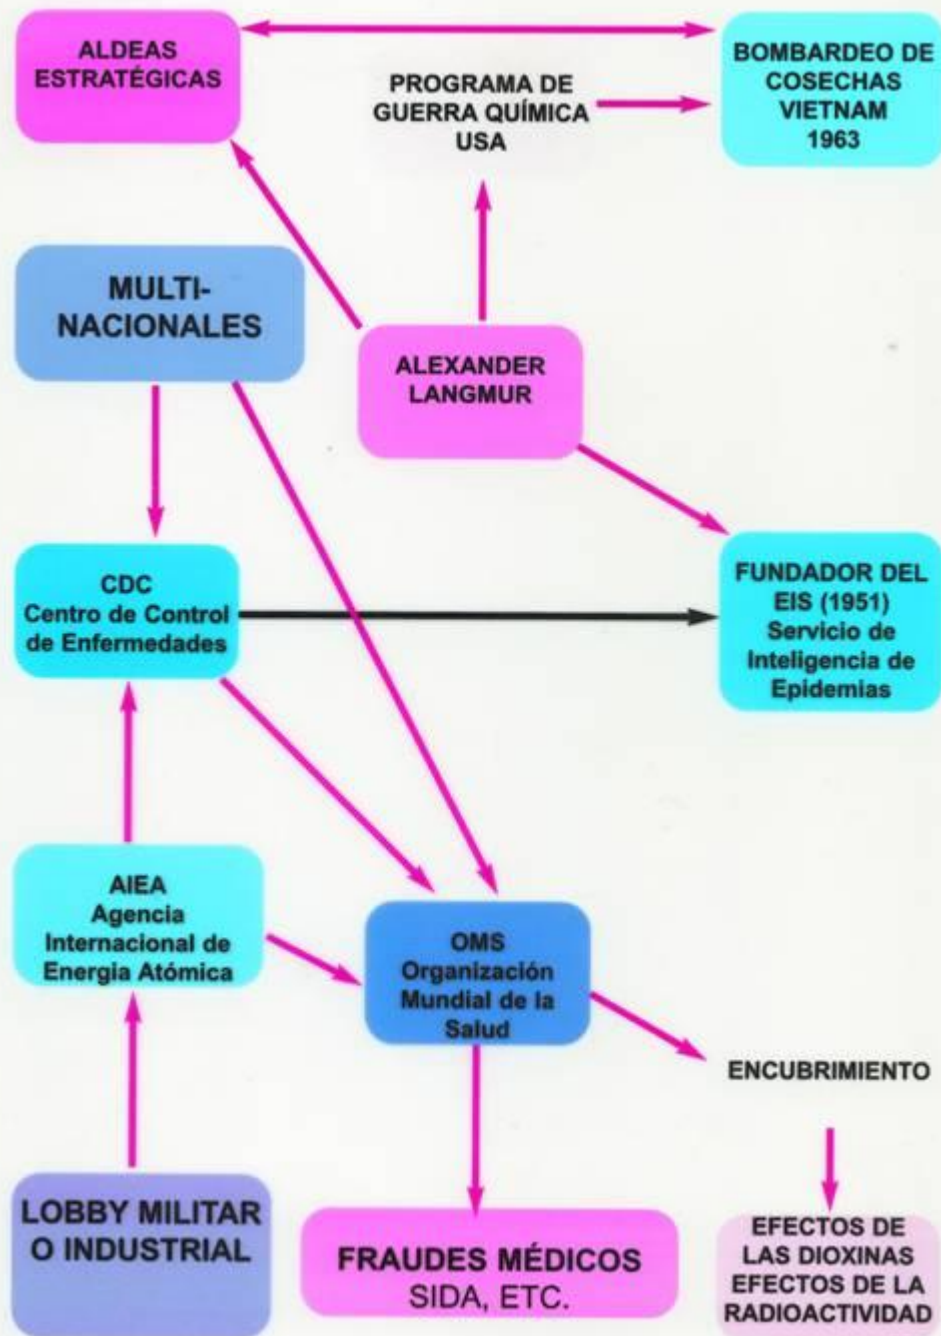 ALDEAS
ESTRATÉGICAS
PROGRAMA DE
GUERRA QUÍMICA
USA
BOMBARDEO DE
COSECHAS
VIETNAM
1963
MULTI-
NACIONALES
ALEXANDER
LANGMUR
CDC
Centro de Control
de Enfermedades
FUNDADOR DEL
EIS (1951)
Servicio de
Inteligencia de
Epidemias
AIEA
Agencia
Internacional de
Energia Atómica
OMS
Organización
Mundial de la
Salud
ENCUBRIMIENTO
LOBBY MILITAR
O INDUSTRIAL
FRAUDES MÉDICOS
SIDA, ETC.
EFECTOS DE
LAS DIOXINAS
EFECTOS DE LA
RADIOACTIVIDAD